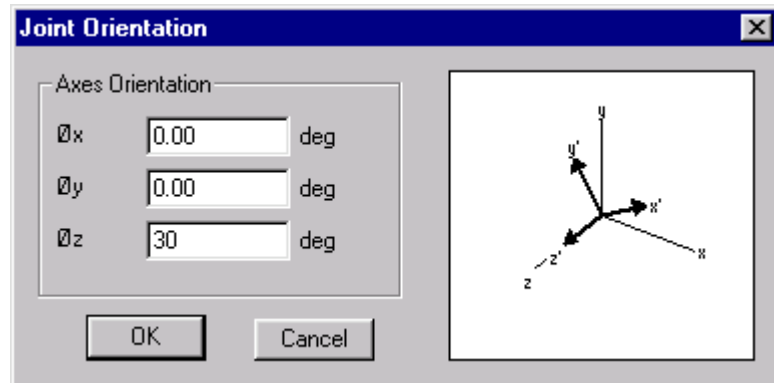 Joint Orientation
Axes Orientation
Øx 0.00 deg
Øy 0.00 deg
Øz 30 deg
OK Cancel
y
y'
x'
x
z'
z